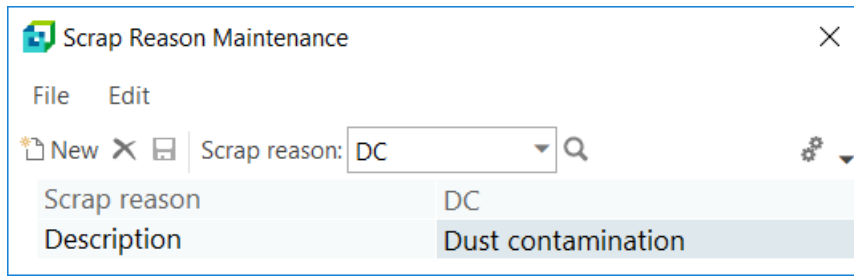 Scrap Reason Maintenance
File Edit
New Scrap reason: DC
Scrap reason DC
Description Dust contamination